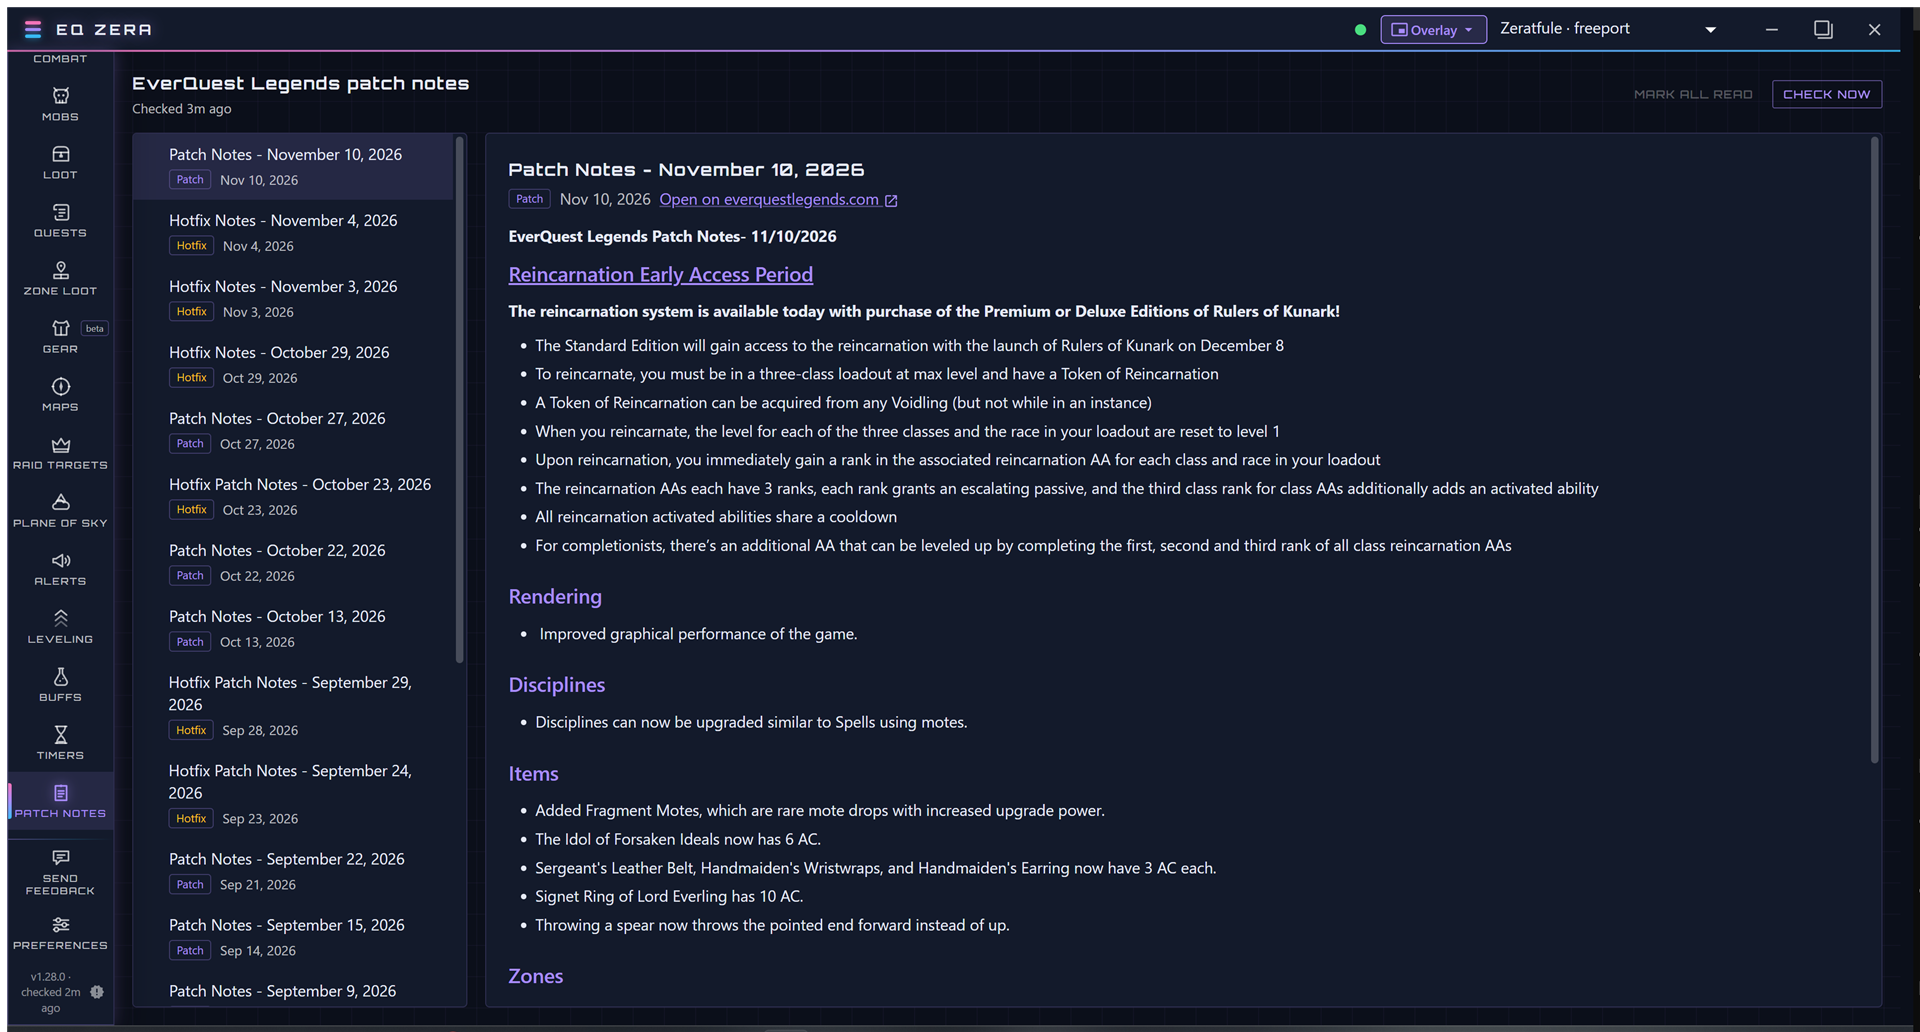 EQ ZERA
Overlay
Zeratfule · freeport
COMBAT
MOBS
LOOT
QUESTS
ZONE LOOT
GEAR
beta
MAPS
RAID TARGETS
PLANE OF SKY
ALERTS
LEVELING
BUFFS
TIMERS
PATCH NOTES
SEND
FEEDBACK
PREFERENCES
v1.28.0 ·
checked 2m
ago
EverQuest Legends patch notes
Checked 3m ago
MARK ALL READ
CHECK NOW
Patch Notes - November 10, 2026
Patch Nov 10, 2026
Hotfix Notes - November 4, 2026
Hotfix Nov 4, 2026
Hotfix Notes - November 3, 2026
Hotfix Nov 3, 2026
Hotfix Notes - October 29, 2026
Hotfix Oct 29, 2026
Patch Notes - October 27, 2026
Patch Oct 27, 2026
Hotfix Patch Notes - October 23, 2026
Hotfix Oct 23, 2026
Patch Notes - October 22, 2026
Patch Oct 22, 2026
Patch Notes - October 13, 2026
Patch Oct 13, 2026
Hotfix Patch Notes - September 29,
2026
Hotfix Sep 28, 2026
Hotfix Patch Notes - September 24,
2026
Hotfix Sep 23, 2026
Patch Notes - September 22, 2026
Patch Sep 21, 2026
Patch Notes - September 15, 2026
Patch Sep 14, 2026
Patch Notes - September 9, 2026
Patch Notes - November 10, 2026
Patch Nov 10, 2026 Open on everquestlegends.com
EverQuest Legends Patch Notes- 11/10/2026
Reincarnation Early Access Period
The reincarnation system is available today with purchase of the Premium or Deluxe Editions of Rulers of Kunark!
• The Standard Edition will gain access to the reincarnation with the launch of Rulers of Kunark on December 8
• To reincarnate, you must be in a three-class loadout at max level and have a Token of Reincarnation
• A Token of Reincarnation can be acquired from any Voidling (but not while in an instance)
• When you reincarnate, the level for each of the three classes and the race in your loadout are reset to level 1
• Upon reincarnation, you immediately gain a rank in the associated reincarnation AA for each class and race in your loadout
• The reincarnation AAs each have 3 ranks, each rank grants an escalating passive, and the third class rank for class AAs additionally adds an activated ability
• All reincarnation activated abilities share a cooldown
• For completionists, there's an additional AA that can be leveled up by completing the first, second and third rank of all class reincarnation AAs
Rendering
• Improved graphical performance of the game.
Disciplines
• Disciplines can now be upgraded similar to Spells using motes.
Items
• Added Fragment Motes, which are rare mote drops with increased upgrade power.
• The Idol of Forsaken Ideals now has 6 AC.
• Sergeant's Leather Belt, Handmaiden's Wristwraps, and Handmaiden's Earring now have 3 AC each.
• Signet Ring of Lord Everling has 10 AC.
• Throwing a spear now throws the pointed end forward instead of up.
Zones